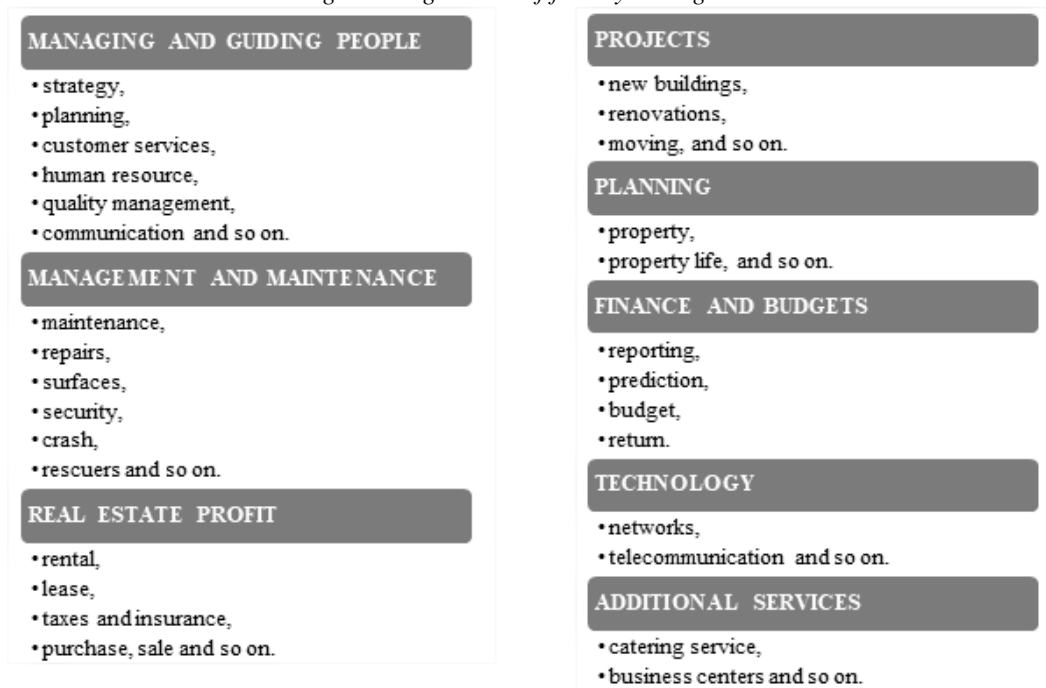 MANAGING AND GUIDING PEOPLE
•strategy,
•planning,
•customer services,
•human resource,
•quality management,
•communication and so on.
MANAGEMENT AND MAINTENANCE
•maintenance,
•repairs,
•surfaces,
•security,
•crash,
•rescuers and so on.
REAL ESTATE PROFIT
•rental,
•lease,
•taxes and insurance,
•purchase, sale and so on.
PROJECTS
•new buildings,
•renovations,
•moving, and so on.
PLANNING
•property,
•property life, and so on.
FINANCE AND BUDGETS
•reporting,
•prediction,
•budget,
•return.
TECHNOLOGY
•networks,
•telecommunication and so on.
ADDITIONAL SERVICES
•catering service,
•business centers and so on.